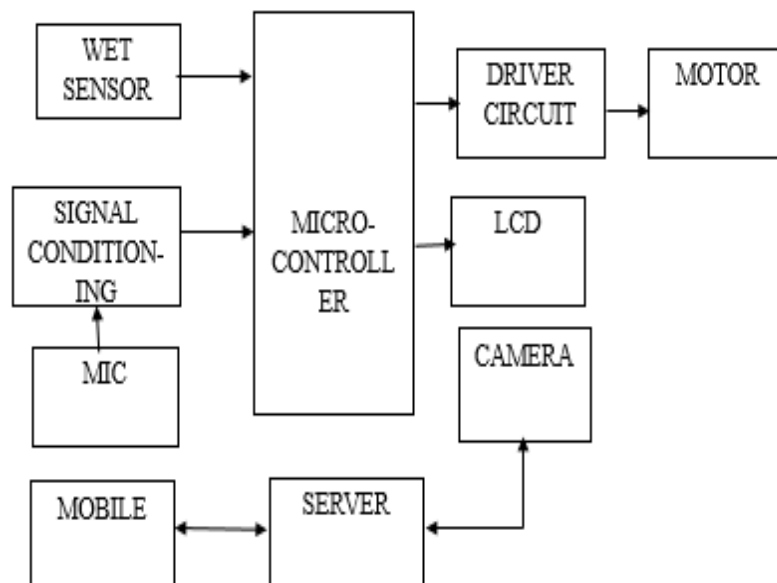 WET
SENSOR
DRIVER
CIRCUIT
MOTOR
SIGNAL
CONDITION-
ING
MICRO-
CONTROLL
ER
LCD
MIC
CAMERA
MOBILE
SERVER